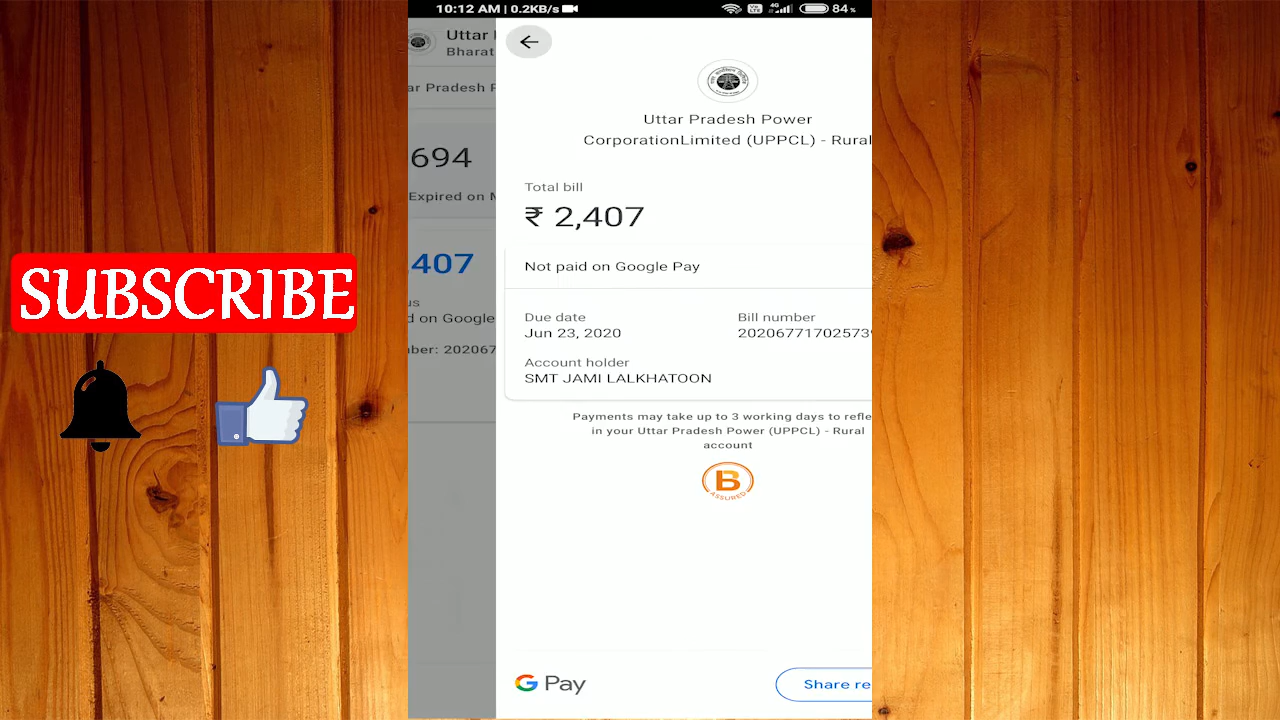 10:12 AM | 0.2KB/s
4G
84%
Uttar
Bharat
ar Pradesh
694
Expired on
407
us
d on Google
ber: 202067
Uttar Pradesh Power
CorporationLimited (UPPCL) - Rural
Total bill
₹ 2,407
Not paid on Google Pay
Due date
Bill number
Jun 23, 2020
Account holder
SMT JAMI LALKHATOON
Payments may take up to 3 working days to refle
in your Uttar Pradesh Power (UPPCL) - Rural
account
B
ASSURED
G Pay
Share re
SUBSCRIBE